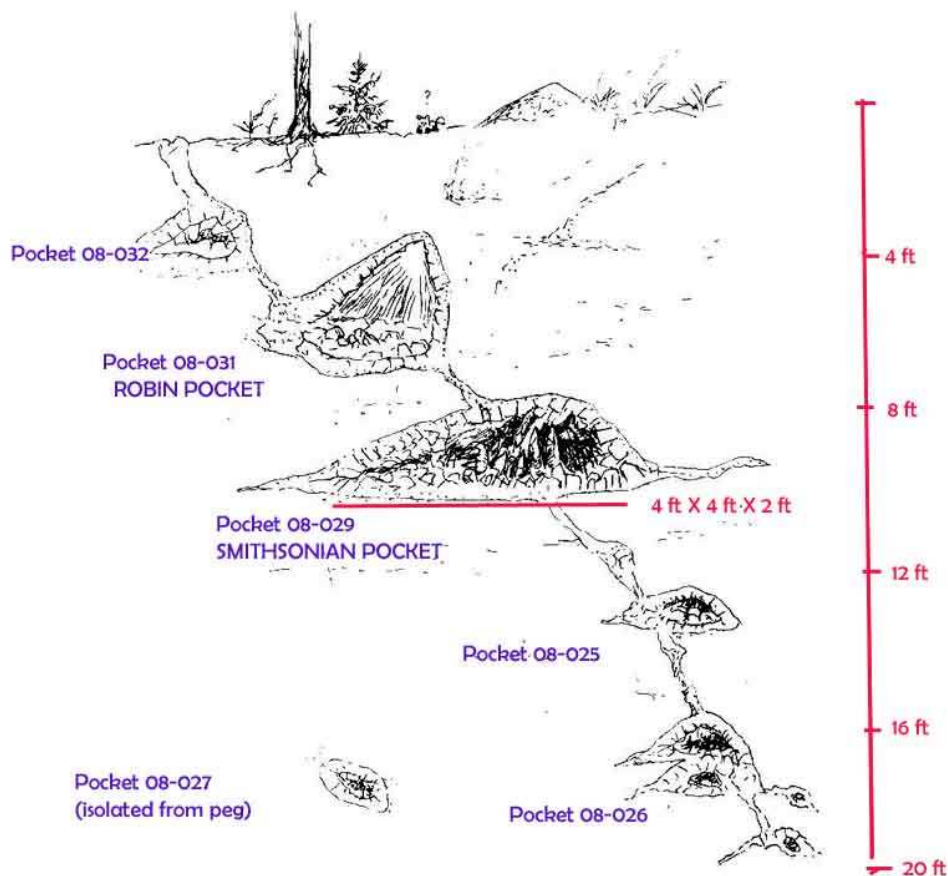 ?
Pocket 08-032
4 ft
Pocket 08-031
ROBIN POCKET
8 ft
4 ft X 4 ft X 2 ft
Pocket 08-029
SMITHSONIAN POCKET
12 ft
Pocket 08-025
16 ft
Pocket 08-027
(isolated from peg)
Pocket 08-026
20 ft